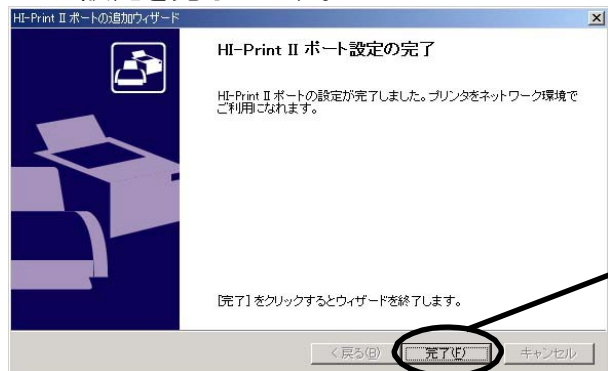 HI-Print Ⅱ ポートの追加ウィザード
HI-Print Ⅱ ポート設定の完了
HI-Print Ⅱ ポートの設定が完了しました。プリンタをネットワーク環境で
ご利用になれます。
[完了] をクリックするとウィザードを終了します。
< 戻る(B)
完了(F)
キャンセル